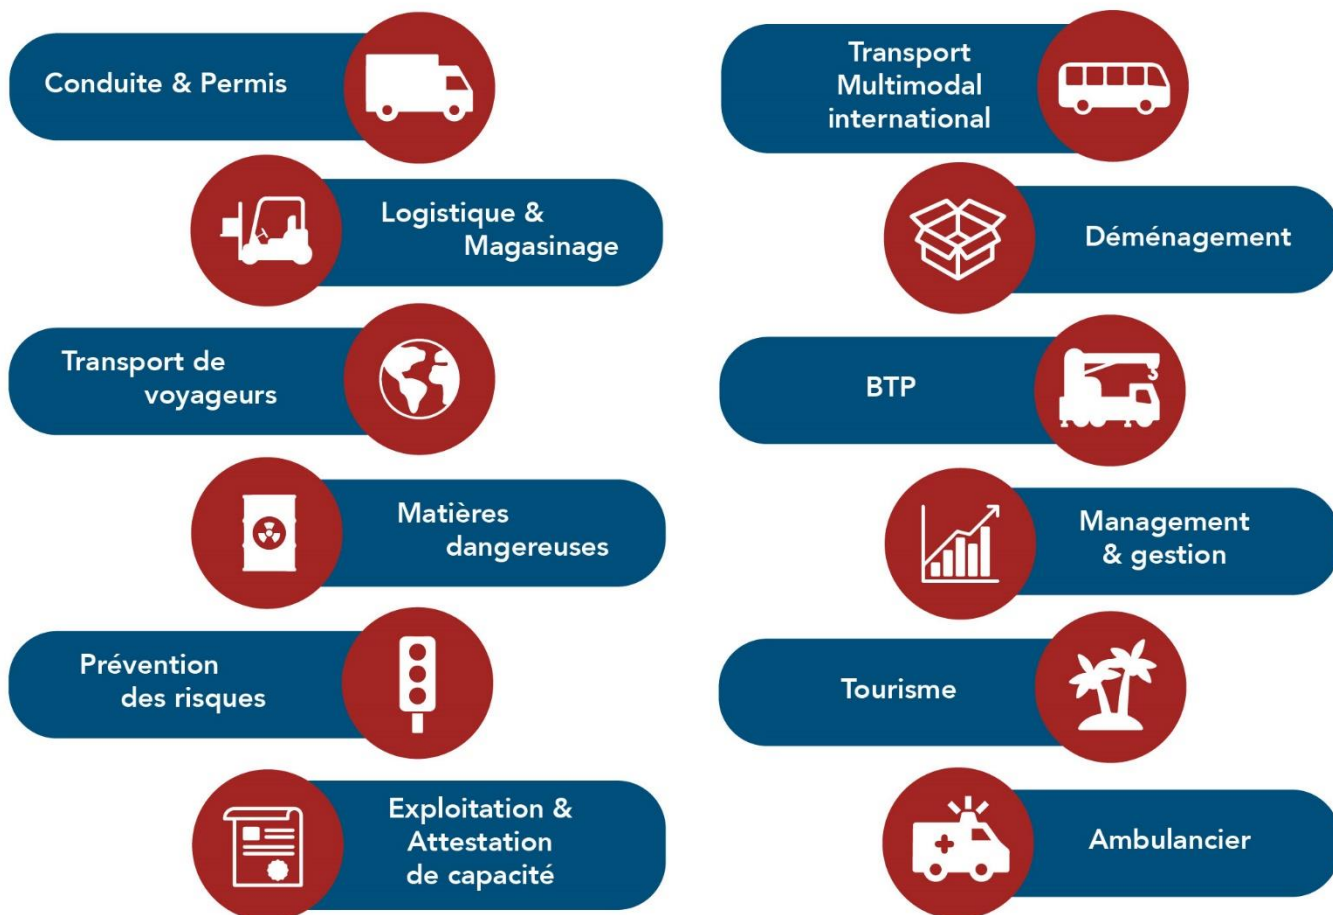 Conduite & Permis
Logistique &
Magasinage
Transport de
voyageurs
Matières
dangereuses
Prévention
des risques
Exploitation &
Attestation
de capacité
Transport
Multimodal
international
Déménagement
BTP
Management
& gestion
Tourisme
Ambulancier